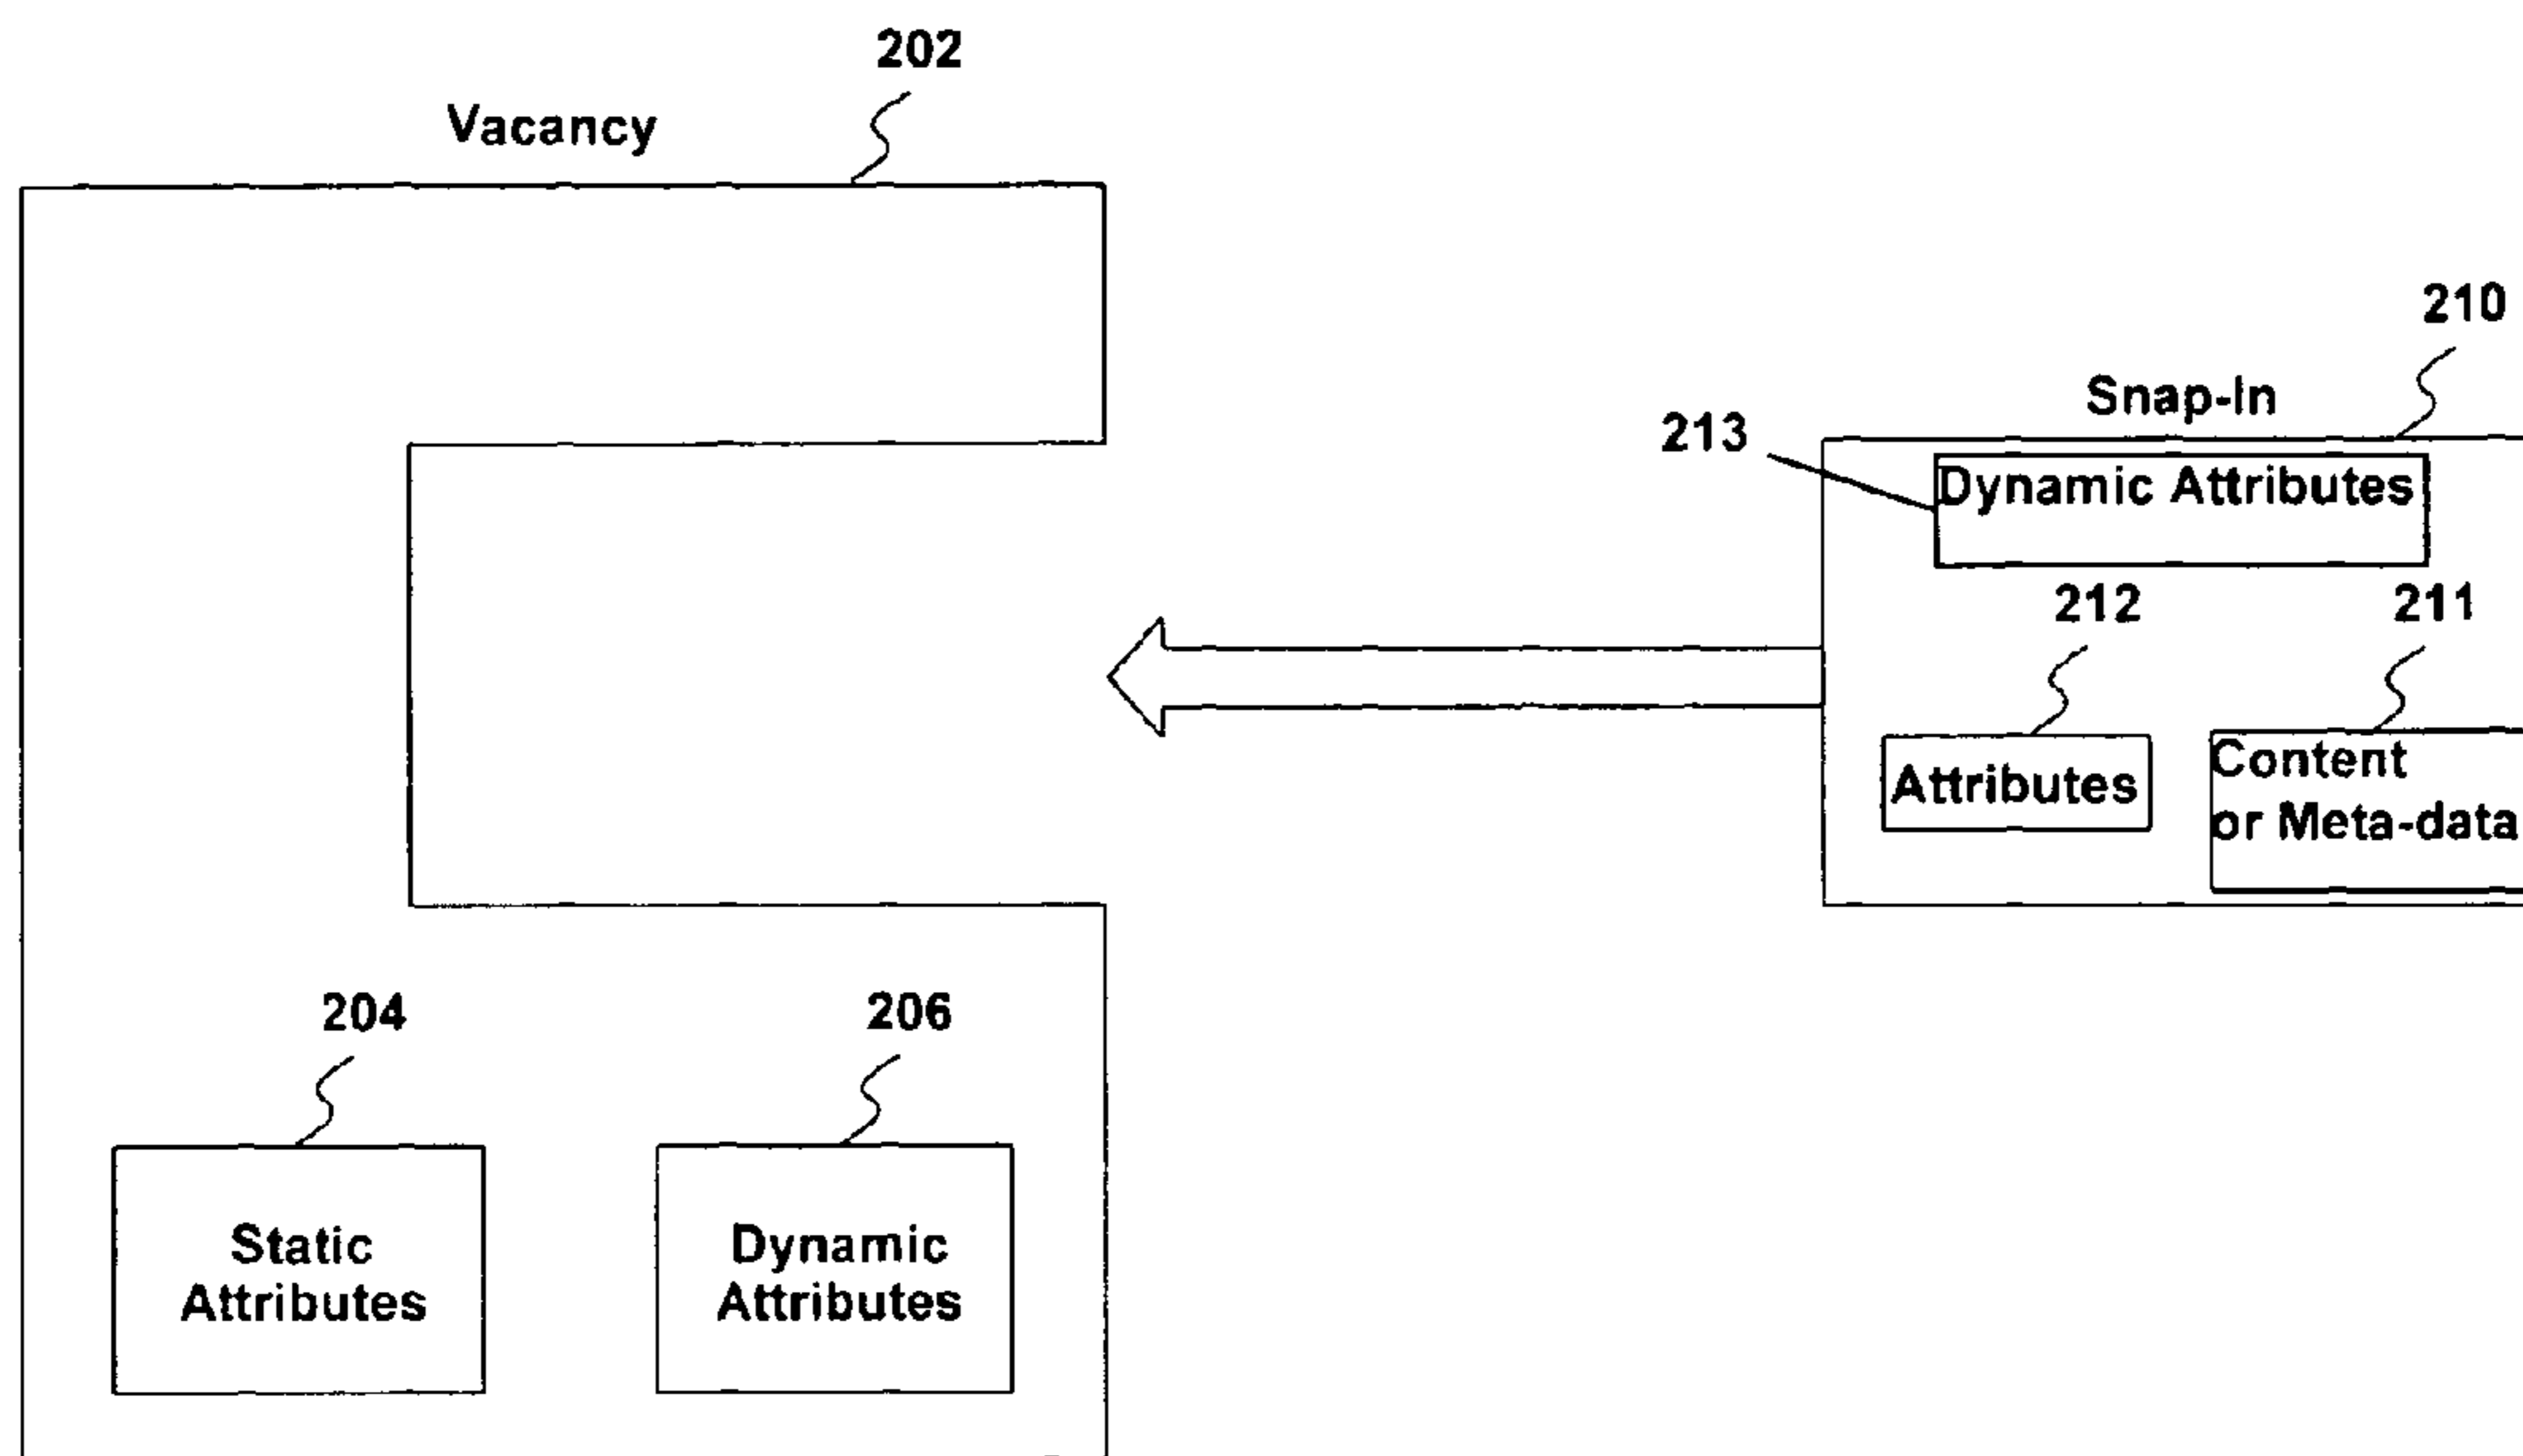 202
Vacancy
210
Snap-In
213
Dynamic Attributes
212
211
Attributes
Content
or Meta-data
204
206
Static
Attributes
Dynamic
Attributes